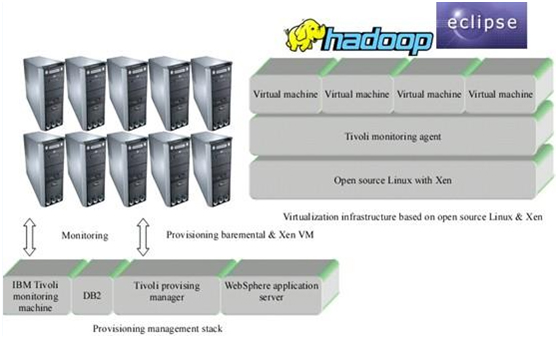 hadoop
eclipse
Virtual machine
Virtual machine
Virtual machine
Virtual machine
Tivoli monitoring agent
Open source Linux with Xen
Virtualization infrastructure based on open source Linux & Xen
Monitoring
Provisioning baremental & Xen VM
IBM Tivoli
monitoring
machine
DB2
Tivoli provising
manager
WebSphere application
server
Provisioning management stack